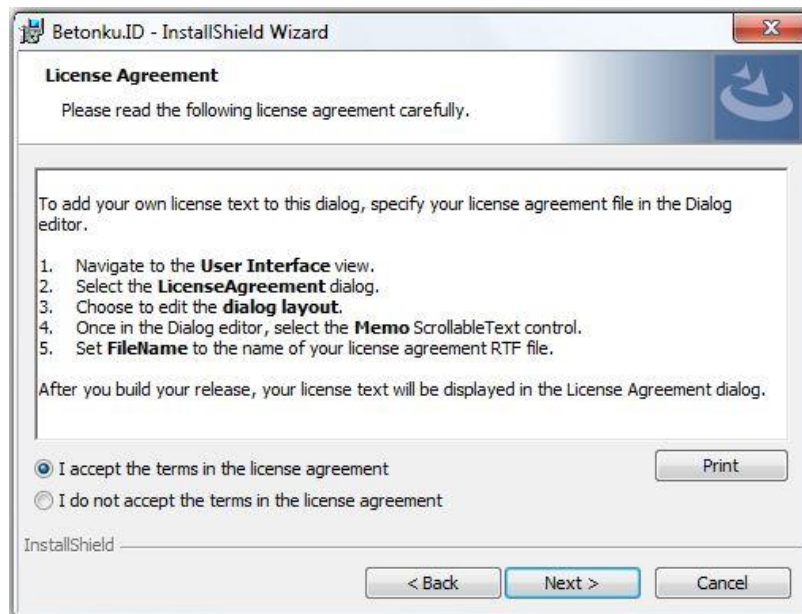 Betonku.ID - InstallShield Wizard
License Agreement
Please read the following license agreement carefully.
To add your own license text to this dialog, specify your license agreement file in the Dialog
editor.
1. Navigate to the User Interface view.
2. Select the LicenseAgreement dialog.
3. Choose to edit the dialog layout.
4. Once in the Dialog editor, select the Memo ScrollableText control.
5. Set FileName to the name of your license agreement RTF file.
After you build your release, your license text will be displayed in the License Agreement dialog.
I accept the terms in the license agreement
Print
I do not accept the terms in the license agreement
InstallShield
< Back Next > Cancel